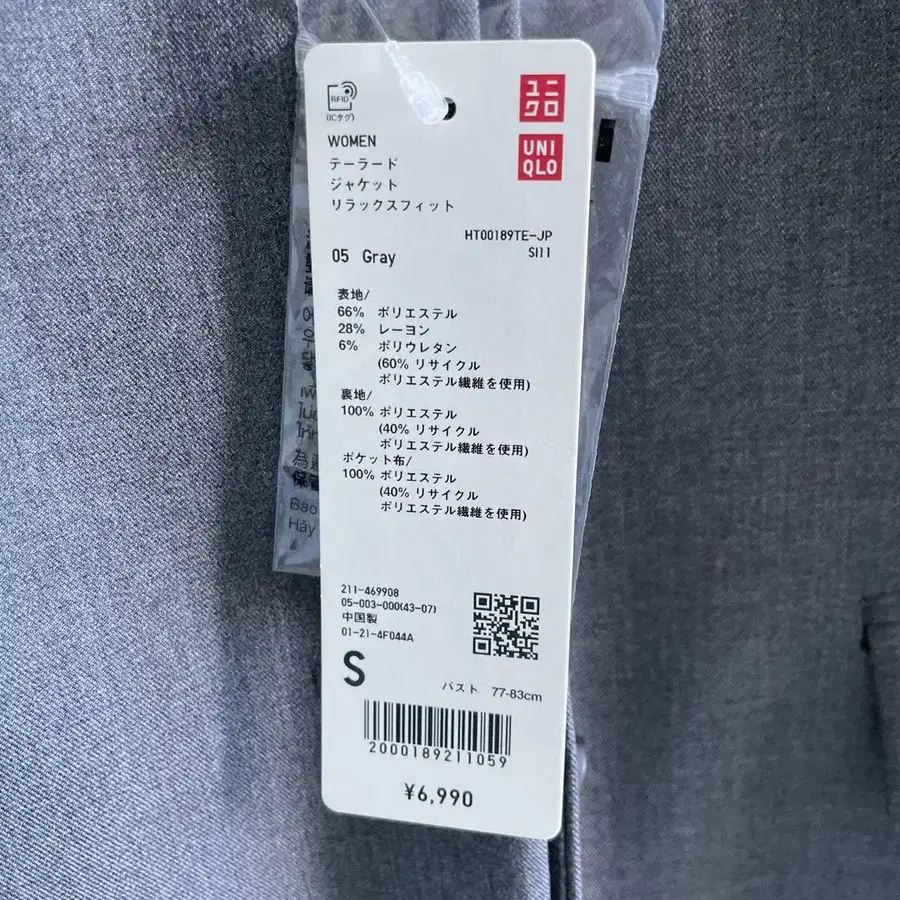 RFID
(ICタグ)
ユニ
クロ
UNI
QLO
WOMEN
テーラード
ジャケット
リラックスフィット
HT00189TE-JP
SI11
05 Gray
表地/
66% ポリエステル
28% レーヨン
6% ポリウレタン
(60% リサイクル
ポリエステル繊維を使用)
裏地/
100% ポリエステル
(40% リサイクル
ポリエステル繊維を使用)
ポケット布/
100% ポリエステル
(40% リサイクル
ポリエステル繊維を使用)
211-469908
05-003-000(43-07)
中国製
01-21-4F044A
S
バスト 77-83cm
2000189211059
¥6,990
為
Hãy